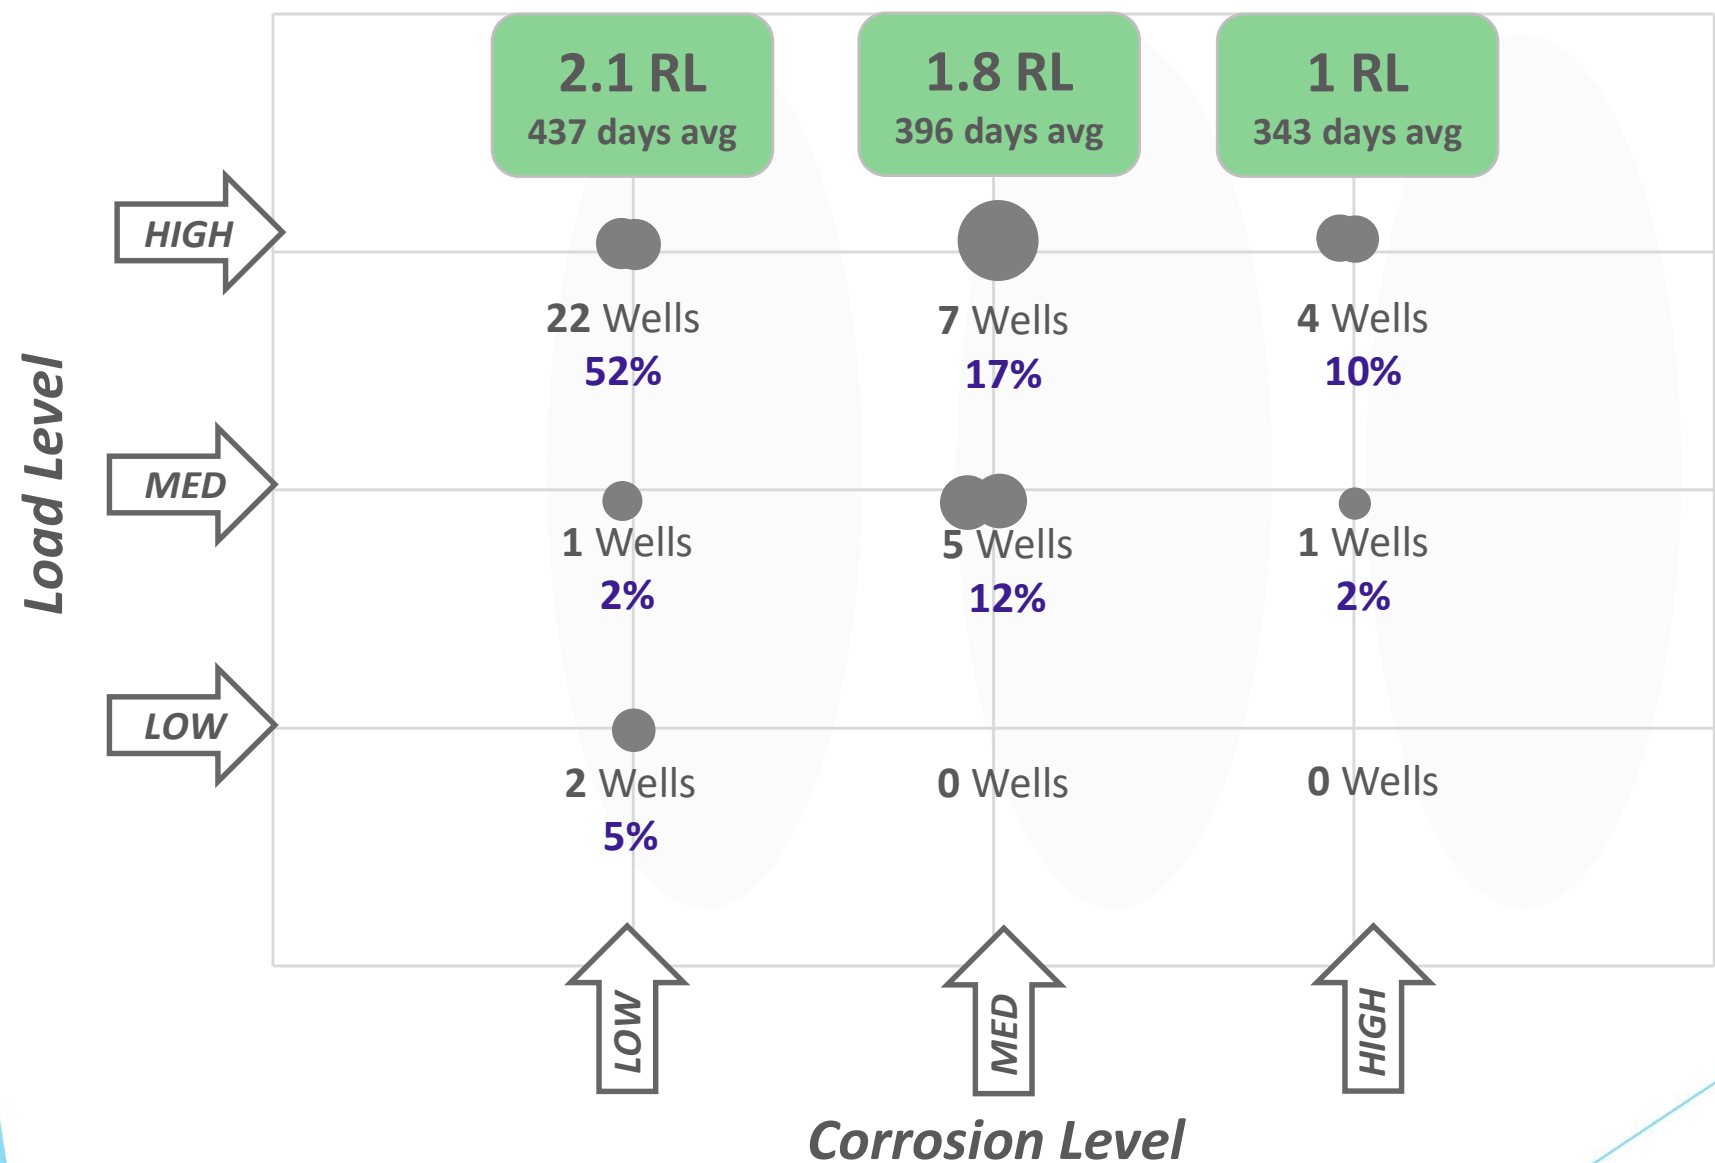 2.1 RL
437 days avg
1.8 RL
396 days avg
1 RL
343 days avg
Load Level
HIGH
22 Wells
52%
7 Wells
17%
4 Wells
10%
MED
1 Wells
2%
5 Wells
12%
1 Wells
2%
LOW
2 Wells
5%
0 Wells
0 Wells
LOW
MED
HIGH
Corrosion Level